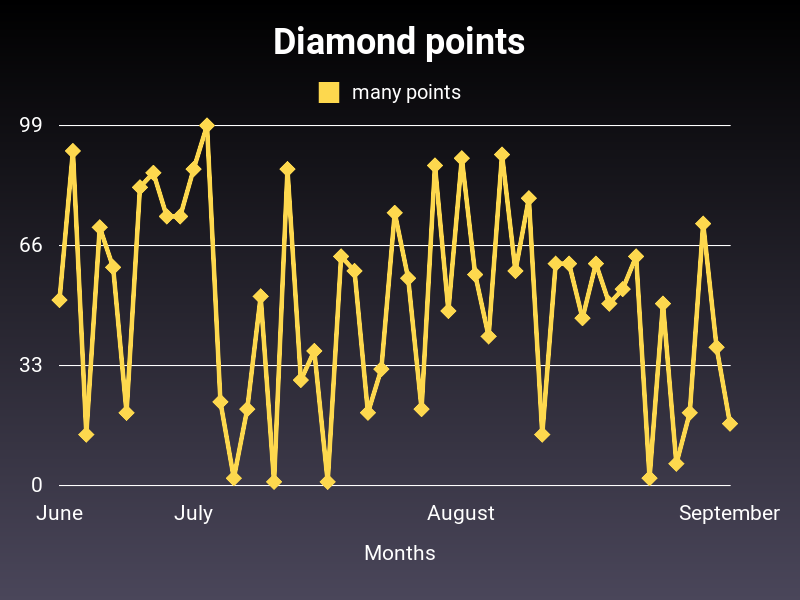 Diamond points
many points
99
66
33
0
June July August September
Months